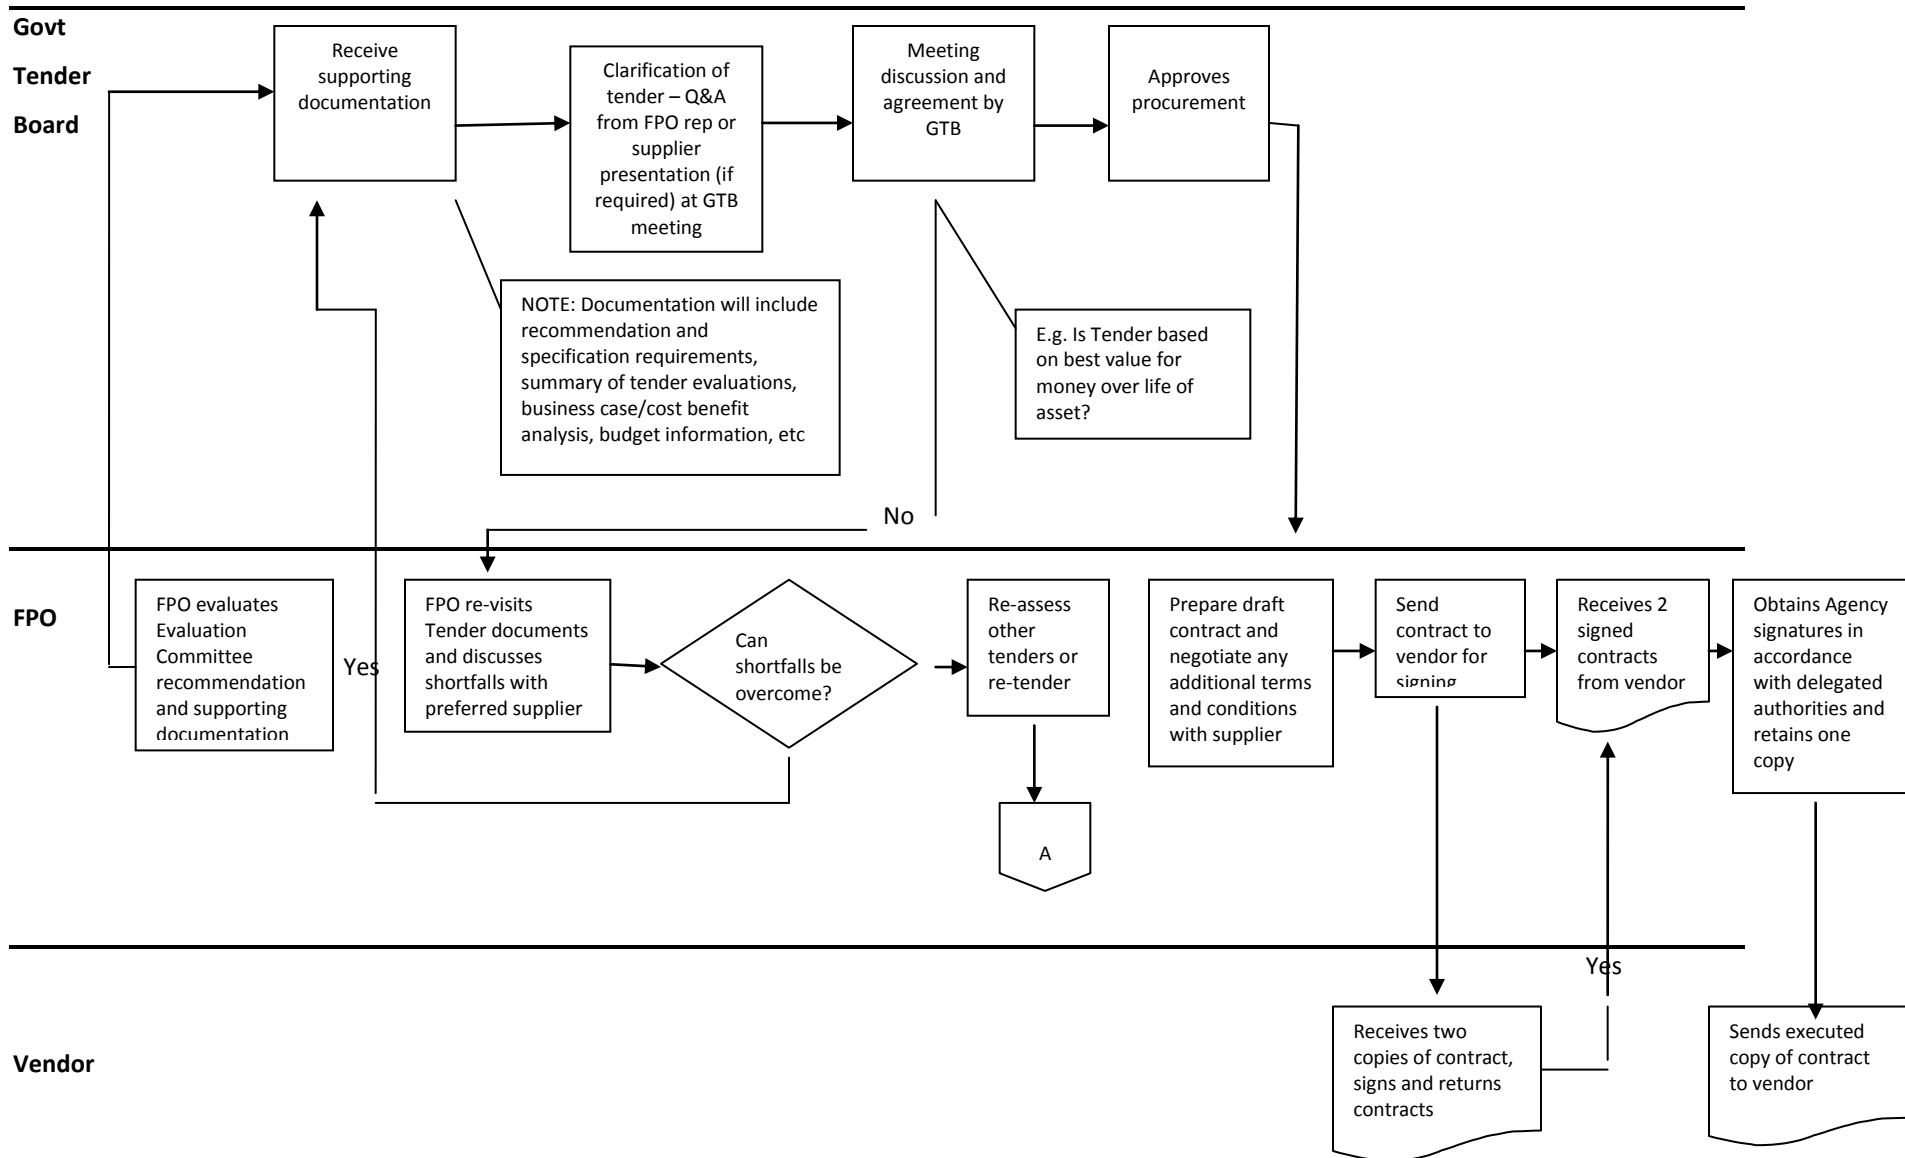 Govt
Tender
Board
Receive
supporting
documentation
Clarification of
tender – Q&A
from FPO rep or
supplier
presentation (if
required) at GTB
meeting
Meeting
discussion and
agreement by
GTB
Approves
procurement
NOTE: Documentation will include
recommendation and
specification requirements,
summary of tender evaluations,
business case/cost benefit
analysis, budget information, etc
E.g. Is Tender based
on best value for
money over life of
asset?
No
FPO
FPO evaluates
Evaluation
Committee
recommendation
and supporting
documentation
Yes
FPO re-visits
Tender documents
and discusses
shortfalls with
preferred supplier
Can
shortfalls be
overcome?
Re-assess
other
tenders or
re-tender
A
Prepare draft
contract and
negotiate any
additional terms
and conditions
with supplier
Send
contract to
vendor for
signing
Receives 2
signed
contracts
from vendor
Obtains Agency
signatures in
accordance
with delegated
authorities and
retains one
copy
Yes
Vendor
Receives two
copies of contract,
signs and returns
contracts
Sends executed
copy of contract
to vendor